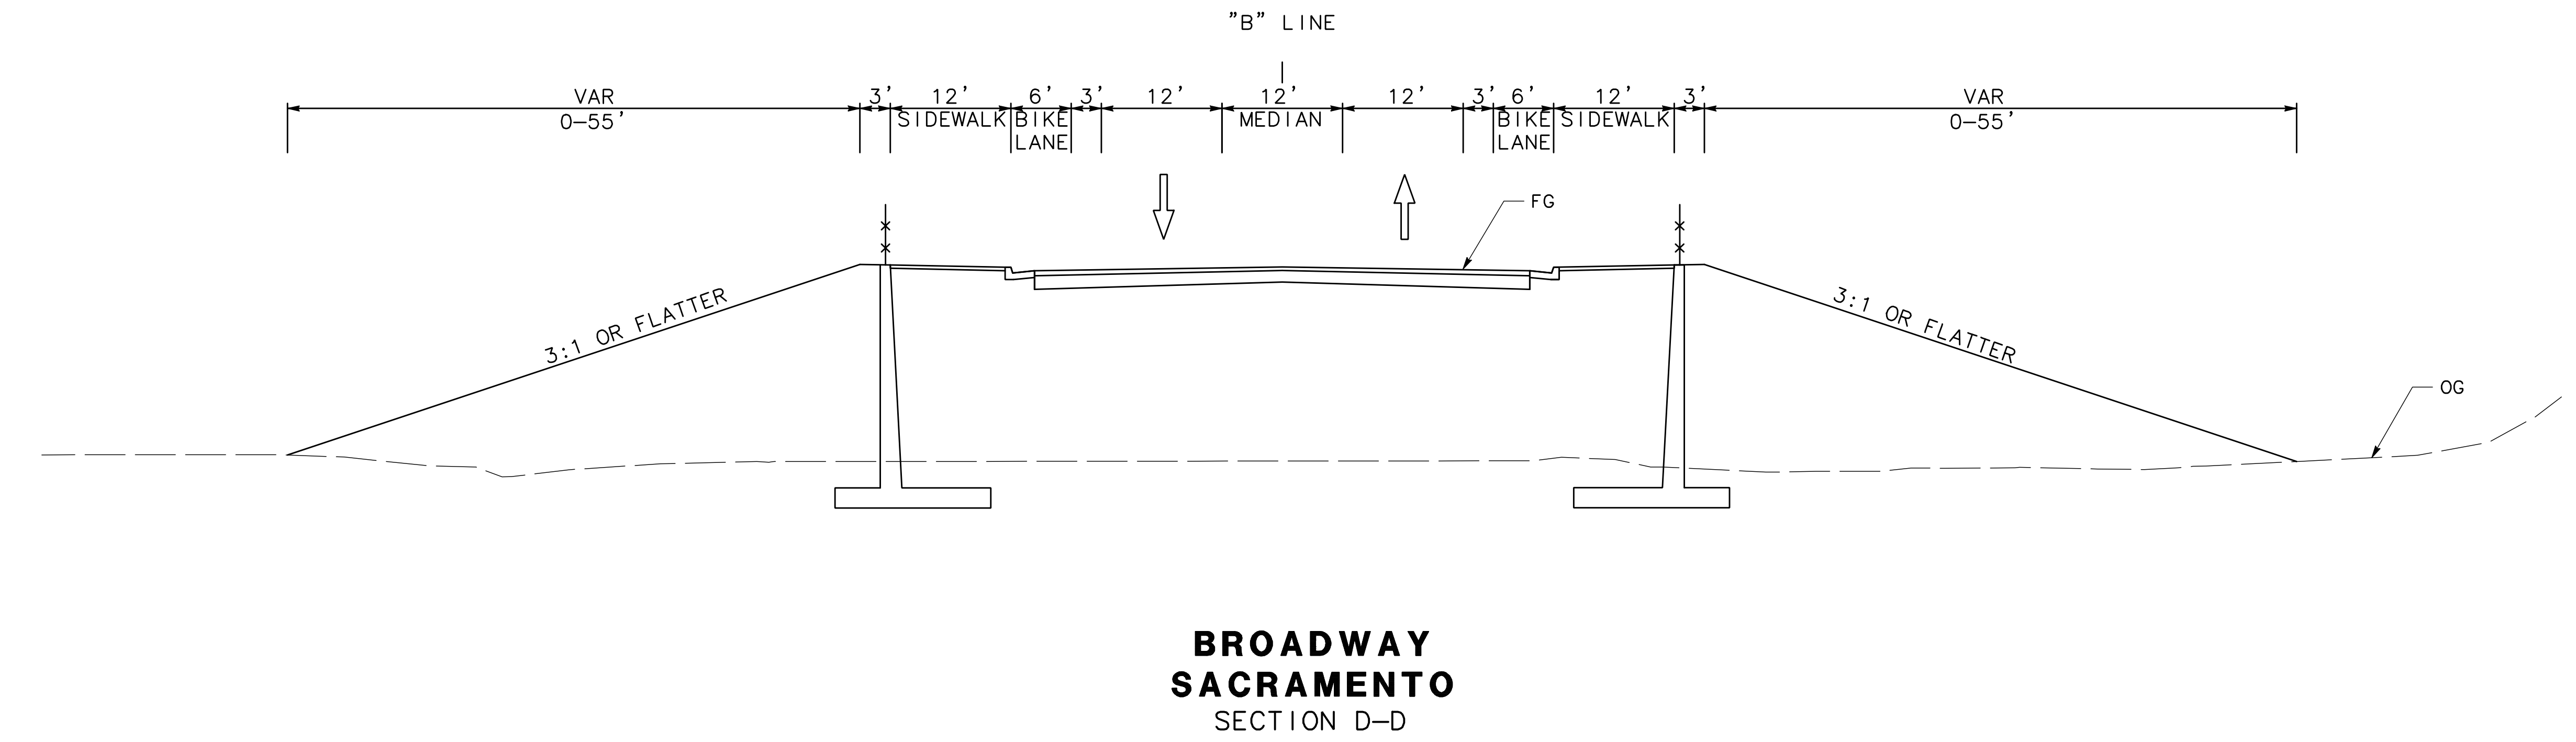 "B" LINE
VAR 3' 12' 6' 3' 12' 12' 12' 3' 6' 12' 3' VAR
0-55' SIDEWALK BIKE MEDIAN BIKE SIDEWALK 0-55'
LANE LANE
FG
3:1 OR FLATTER 3:1 OR FLATTER
OG
BROADWAY
SACRAMENTO
SECTION D-D